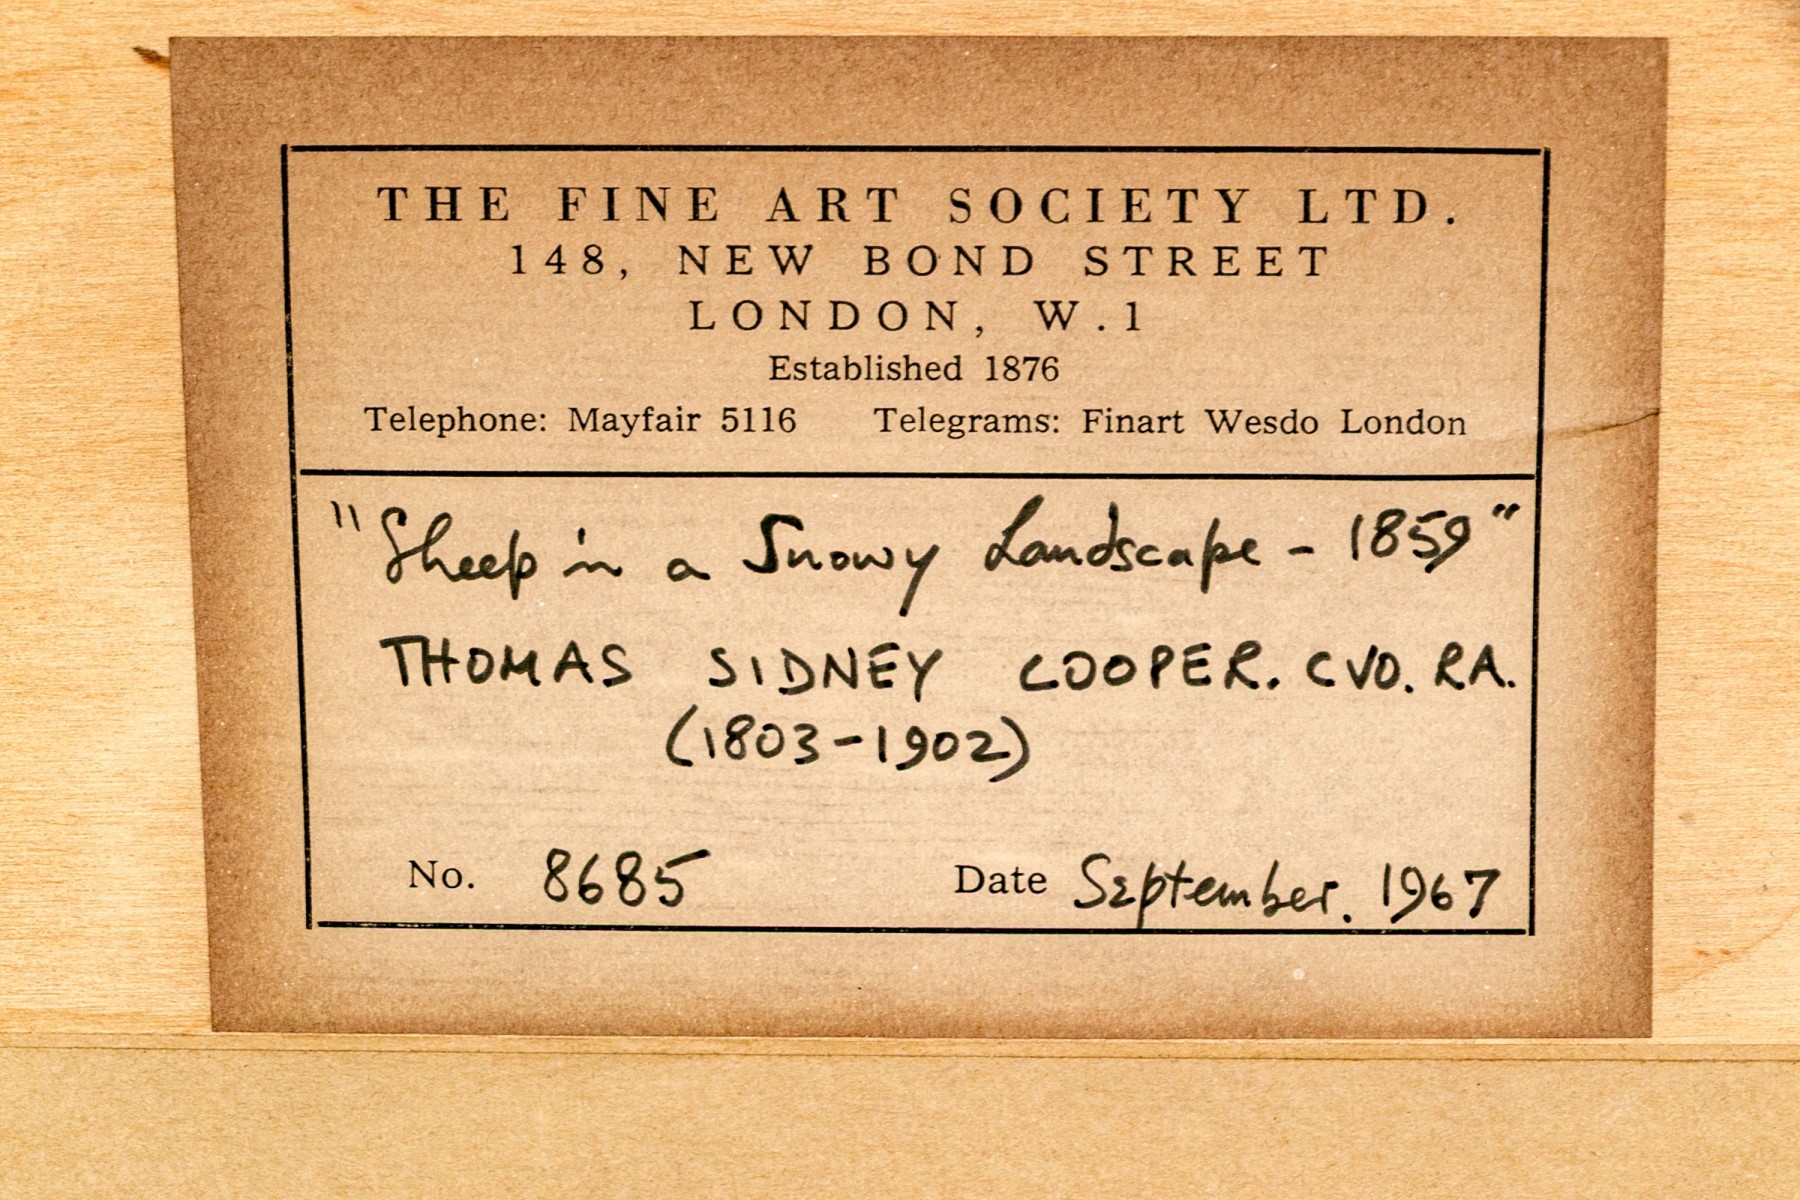 THE FINE ART SOCIETY LTD.
148, NEW BOND STREET
LONDON, W.1
Established 1876
Telephone: Mayfair 5116 Telegrams: Finart Wesdo London
"Sheep in a Snowy Landscape - 1859"
THOMAS SIDNEY COOPER. CVO. RA.
(1803-1902)
No. 8685 Date September. 1967